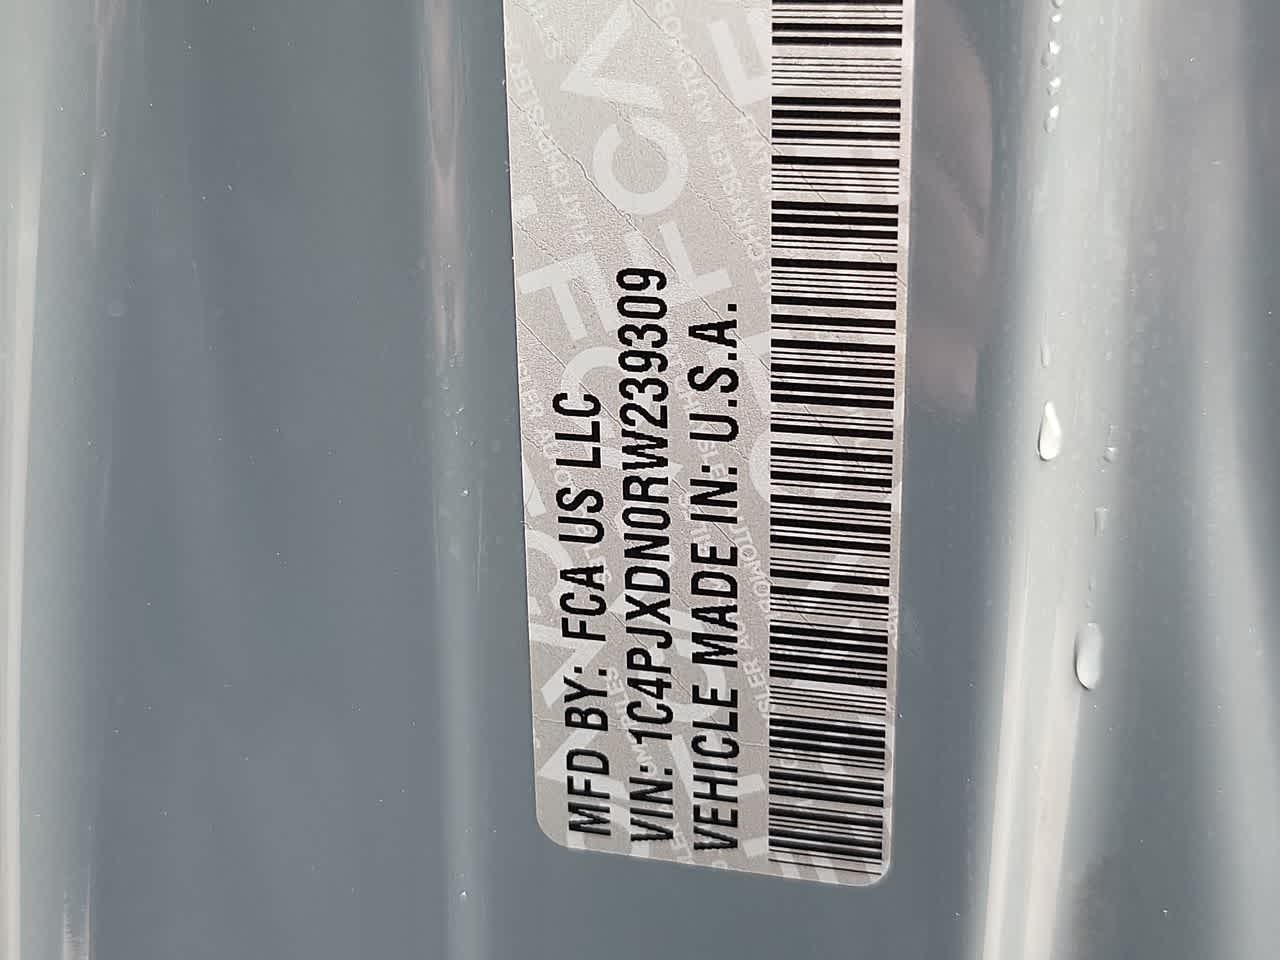 MFD BY: FCA US LLC
VIN: 1C4PJXDN0RW239309
VEHICLE MADE IN: U.S.A.